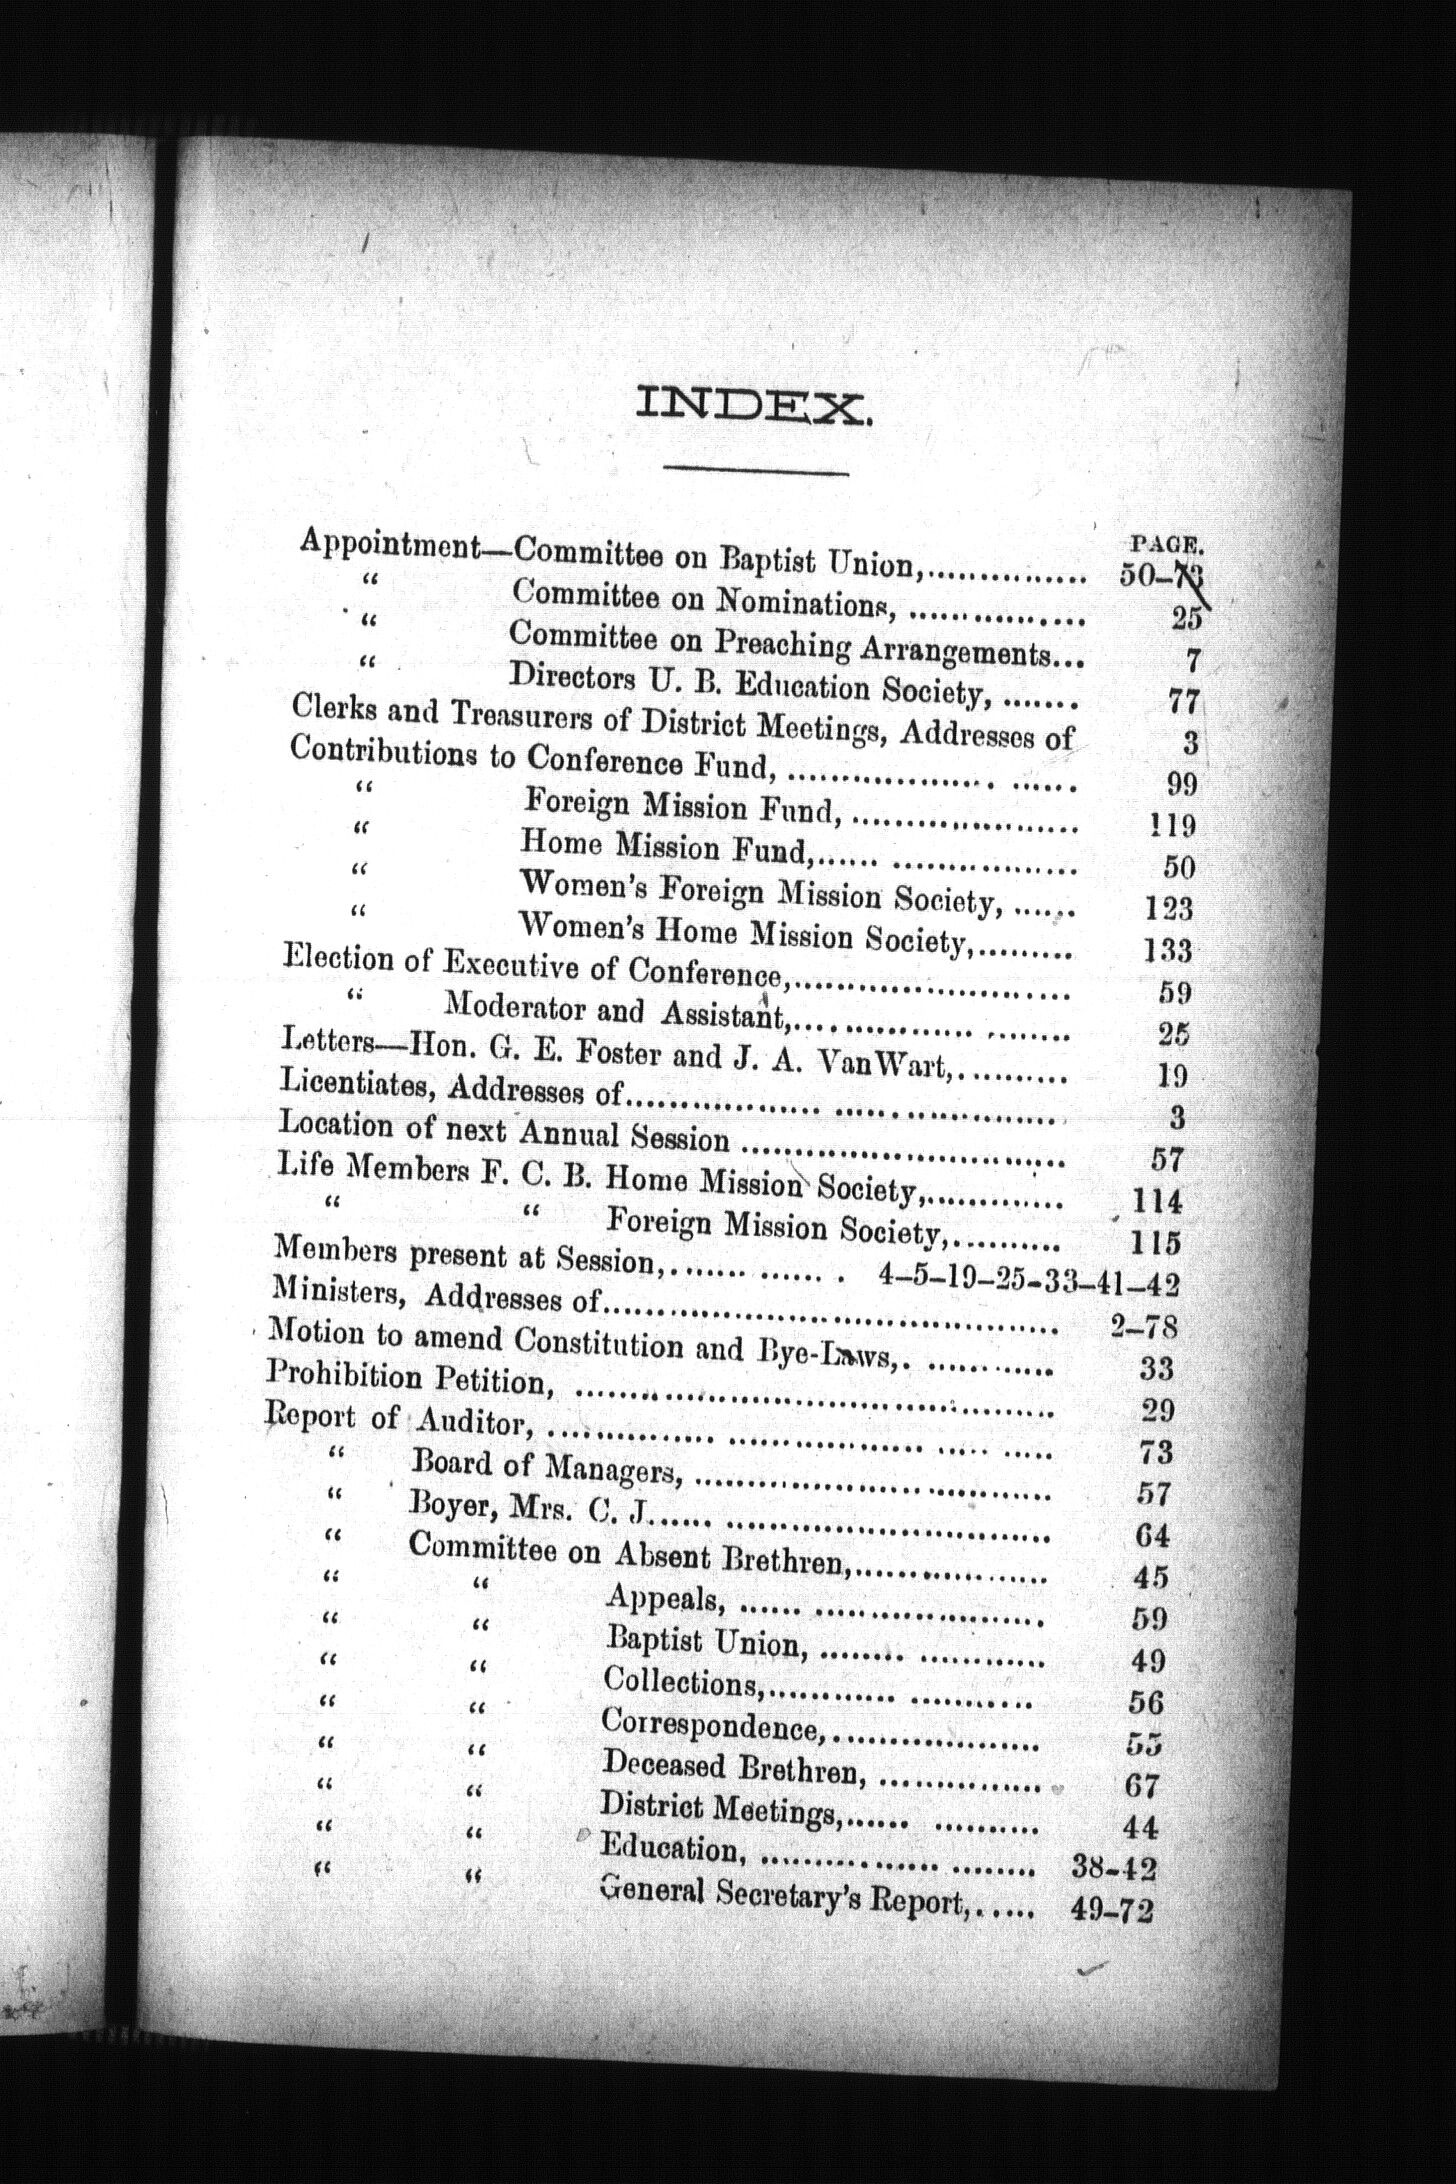 INDEX.
PAGE.
Appointment—Committee on Baptist Union,............... 50–73
“ Committee on Nominations, ................ 25
“ Committee on Preaching Arrangements... 7
“ Directors U. B. Education Society, ....... 77
Clerks and Treasurers of District Meetings, Addresses of 3
Contributions to Conference Fund, .................... ...... 99
“ Foreign Mission Fund, ..................... 119
“ Home Mission Fund,...... ................. 50
“ Women's Foreign Mission Society, ...... 123
“ Women's Home Mission Society,......... 133
Election of Executive of Conference,.......................... 59
“ Moderator and Assistant,................. ........ 25
Letters—Hon. G. E. Foster and J. A. VanWart,.......... 19
Licentiates, Addresses of.................. ..................... 3
Location of next Annual Session .............................. 57
Life Members F. C. B. Home Mission Society,............. 114
“ “ Foreign Mission Society,.......... 115
Members present at Session,....... ...... . 4–5–19–25–33–41–42
Ministers, Addresses of.......................................... 2–78
Motion to amend Constitution and Bye-Laws,. ............ 33
Prohibition Petition, ............................................. 29
Report of Auditor, ................ .................. ..... ..... 73
“ Board of Managers, ................................. 57
“ Boyer, Mrs. C. J...... .............................. 64
“ Committee on Absent Brethren,.................. 45
“ “ Appeals, ...... ..................... 59
“ “ Baptist Union, ........ ............ 49
“ “ Collections,............ ........... 56
“ “ Correspondence,.................... 55
“ “ Deceased Brethren, ............... 67
“ “ District Meetings,...... .......... 44
“ “ Education, ................. ........ 38–42
“ “ General Secretary's Report,...... 49–72